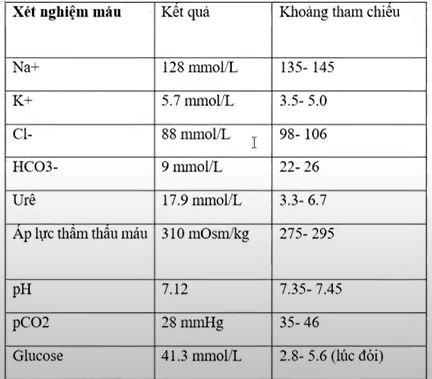 Xét nghiệm máu Kết quả Khoảng tham chiếu
Na+ 128 mmol/L 135- 145
K+ 5.7 mmol/L 3.5- 5.0
Cl- 88 mmol/L 98- 106
HCO3- 9 mmol/L 22- 26
Urê 17.9 mmol/L 3.3- 6.7
Áp lực thẩm thấu máu 310 mOsm/kg 275- 295
pH 7.12 7.35- 7.45
pCO2 28 mmHg 35- 46
Glucose 41.3 mmol/L 2.8- 5.6 (lúc đói)